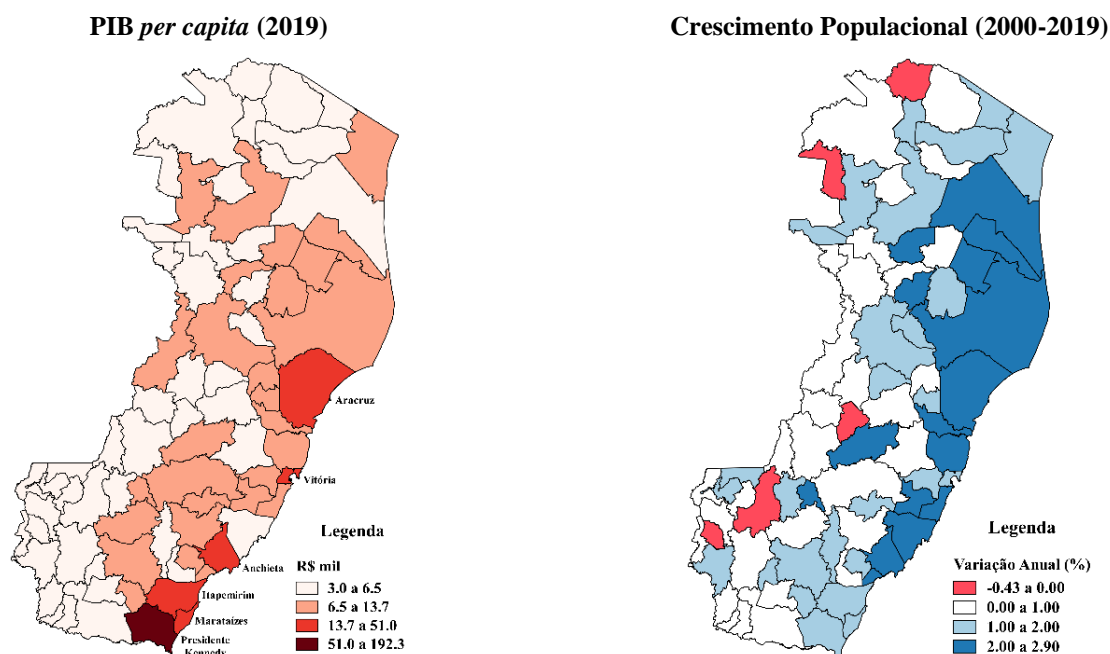 PIB per capita (2019)
Aracruz
Vitória
Anchieta
Itapemirim
Marataízes
Presidente
Kennedy
Legenda
R$ mil
3.0 a 6.5
6.5 a 13.7
13.7 a 51.0
51.0 a 192.3
Crescimento Populacional (2000-2019)
Legenda
Variação Anual (%)
-0.43 a 0.00
0.00 a 1.00
1.00 a 2.00
2.00 a 2.90